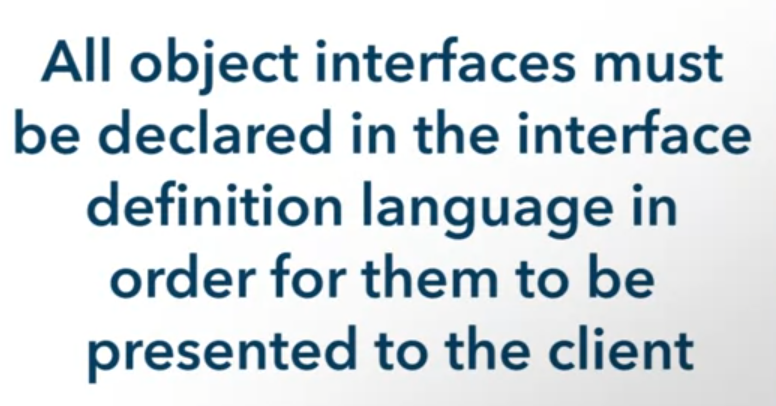 All object interfaces must
be declared in the interface
definition language in
order for them to be
presented to the client